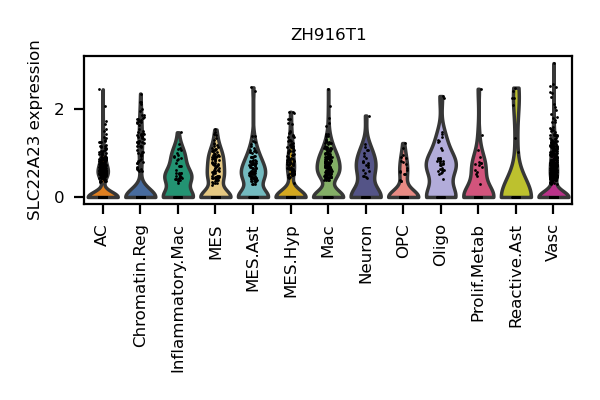 ZH916T1
SLC22A23 expression
2
0
AC
Chromatin.Reg
Inflammatory.Mac
MES
MES.Ast
MES.Hyp
Mac
Neuron
OPC
Oligo
Prolif.Metab
Reactive.Ast
Vasc